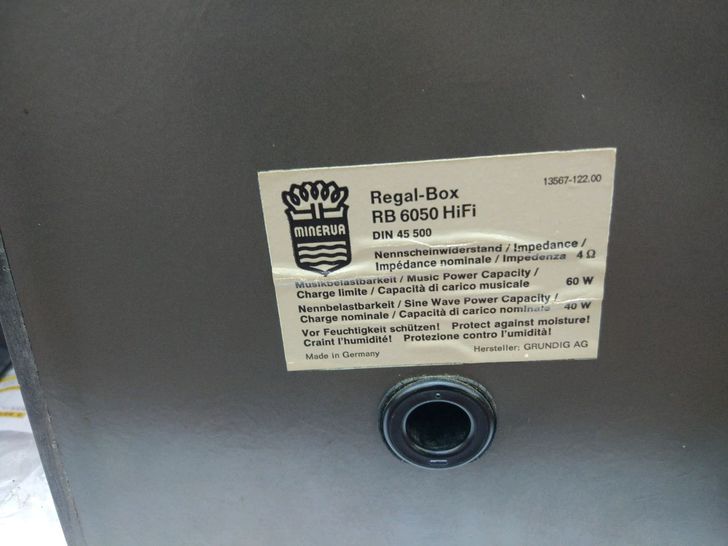 MINERVA
Regal-Box
13567-122.00
RB 6050 HiFi
DIN 45 500
Nennscheinwiderstand / Impedance /
Impédance nominale / Impedenza 4 Ω
Musikbelastbarkeit / Music Power Capacity /
Charge limite / Capacità di carico musicale 60 W
Nennbelastbarkeit / Sine Wave Power Capacity /
Charge nominale / Capacità di carico nominale 40 W
Vor Feuchtigkeit schützen! Protect against moisture!
Craint l'humidité! Protezione contro l'umidità!
Made in Germany Hersteller: GRUNDIG AG